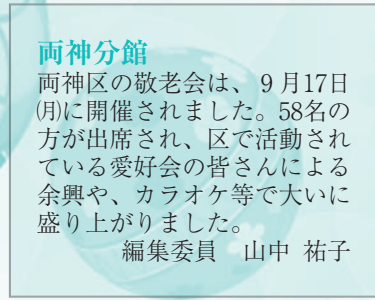 両神分館
両神区の敬老会は、９月17日
㈪に開催されました。58名の
方が出席され、区で活動され
ている愛好会の皆さんによる
余興や、カラオケ等で大いに
盛り上がりました。
編集委員　山中 祐子